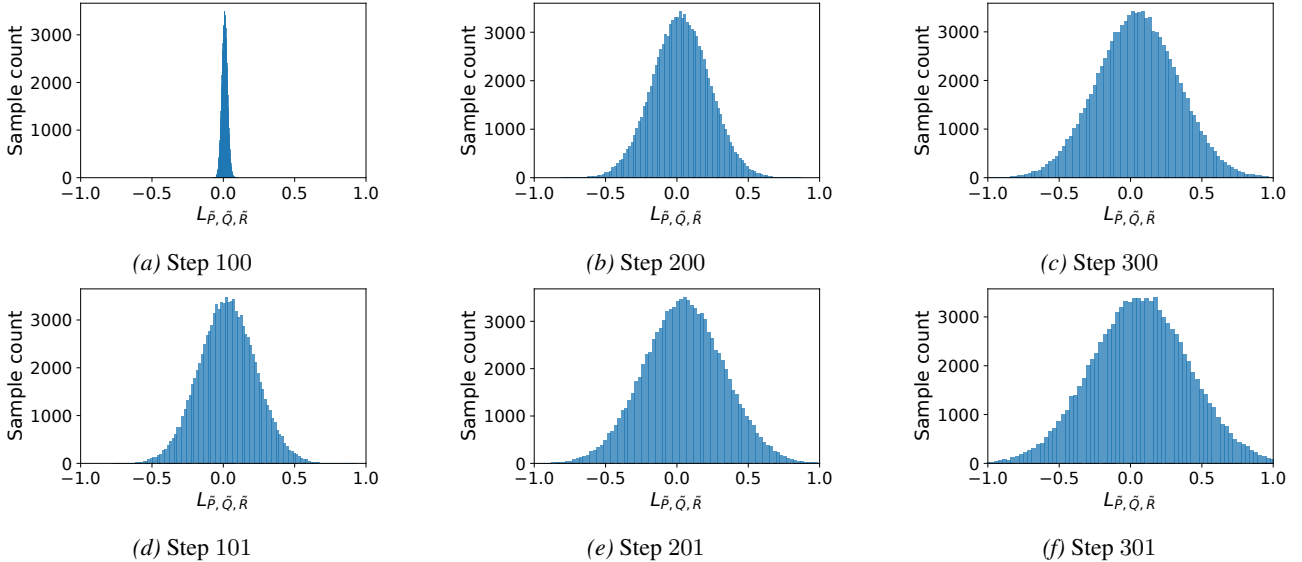 Sample count
3000
2000
1000
0
−1.0 −0.5 0.0 0.5 1.0
L_{P̃,Q̃,R̃}
(a) Step 100
Sample count
3000
2000
1000
0
−1.0 −0.5 0.0 0.5 1.0
L_{P̃,Q̃,R̃}
(b) Step 200
Sample count
3000
2000
1000
0
−1.0 −0.5 0.0 0.5 1.0
L_{P̃,Q̃,R̃}
(c) Step 300
Sample count
3000
2000
1000
0
−1.0 −0.5 0.0 0.5 1.0
L_{P̃,Q̃,R̃}
(d) Step 101
Sample count
3000
2000
1000
0
−1.0 −0.5 0.0 0.5 1.0
L_{P̃,Q̃,R̃}
(e) Step 201
Sample count
3000
2000
1000
0
−1.0 −0.5 0.0 0.5 1.0
L_{P̃,Q̃,R̃}
(f) Step 301